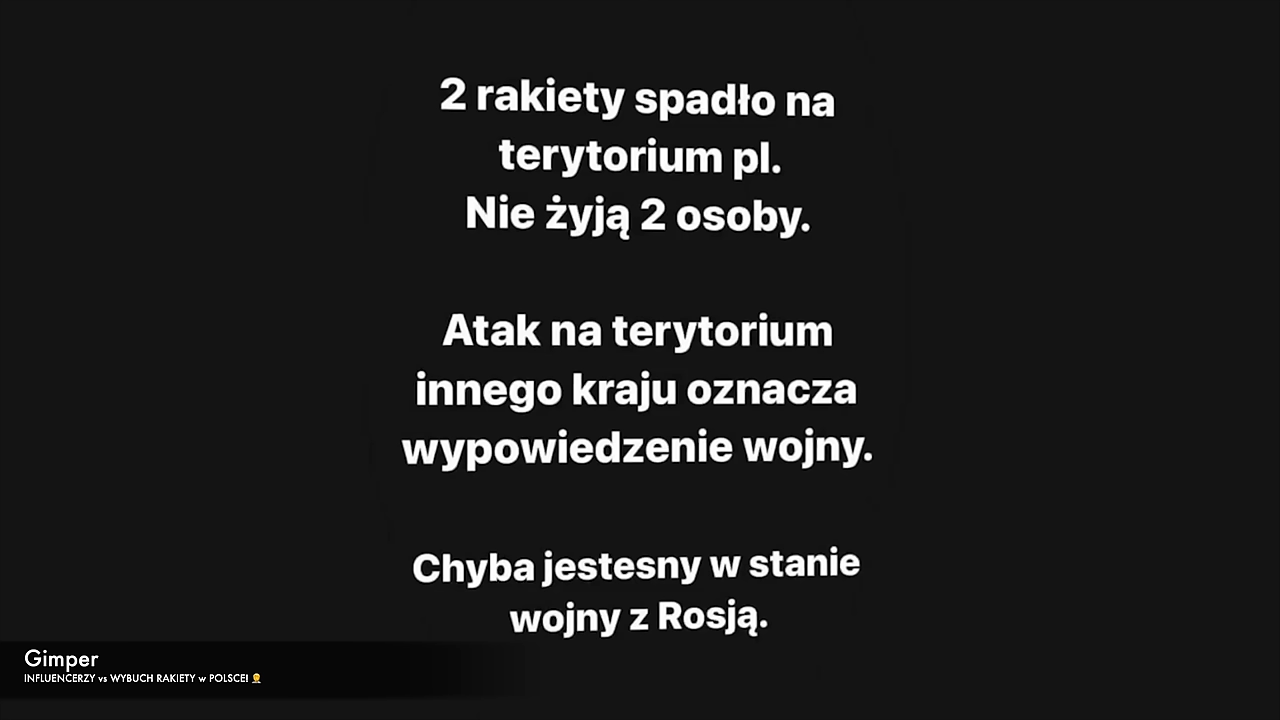 2 rakiety spadło na
terytorium pl.
Nie żyją 2 osoby.
Atak na terytorium
innego kraju oznacza
wypowiedzenie wojny.
Chyba jestesny w stanie
wojny z Rosją.
Gimper
INFLUENCERZY vs WYBUCH RAKIETY w POLSCE! 🤦